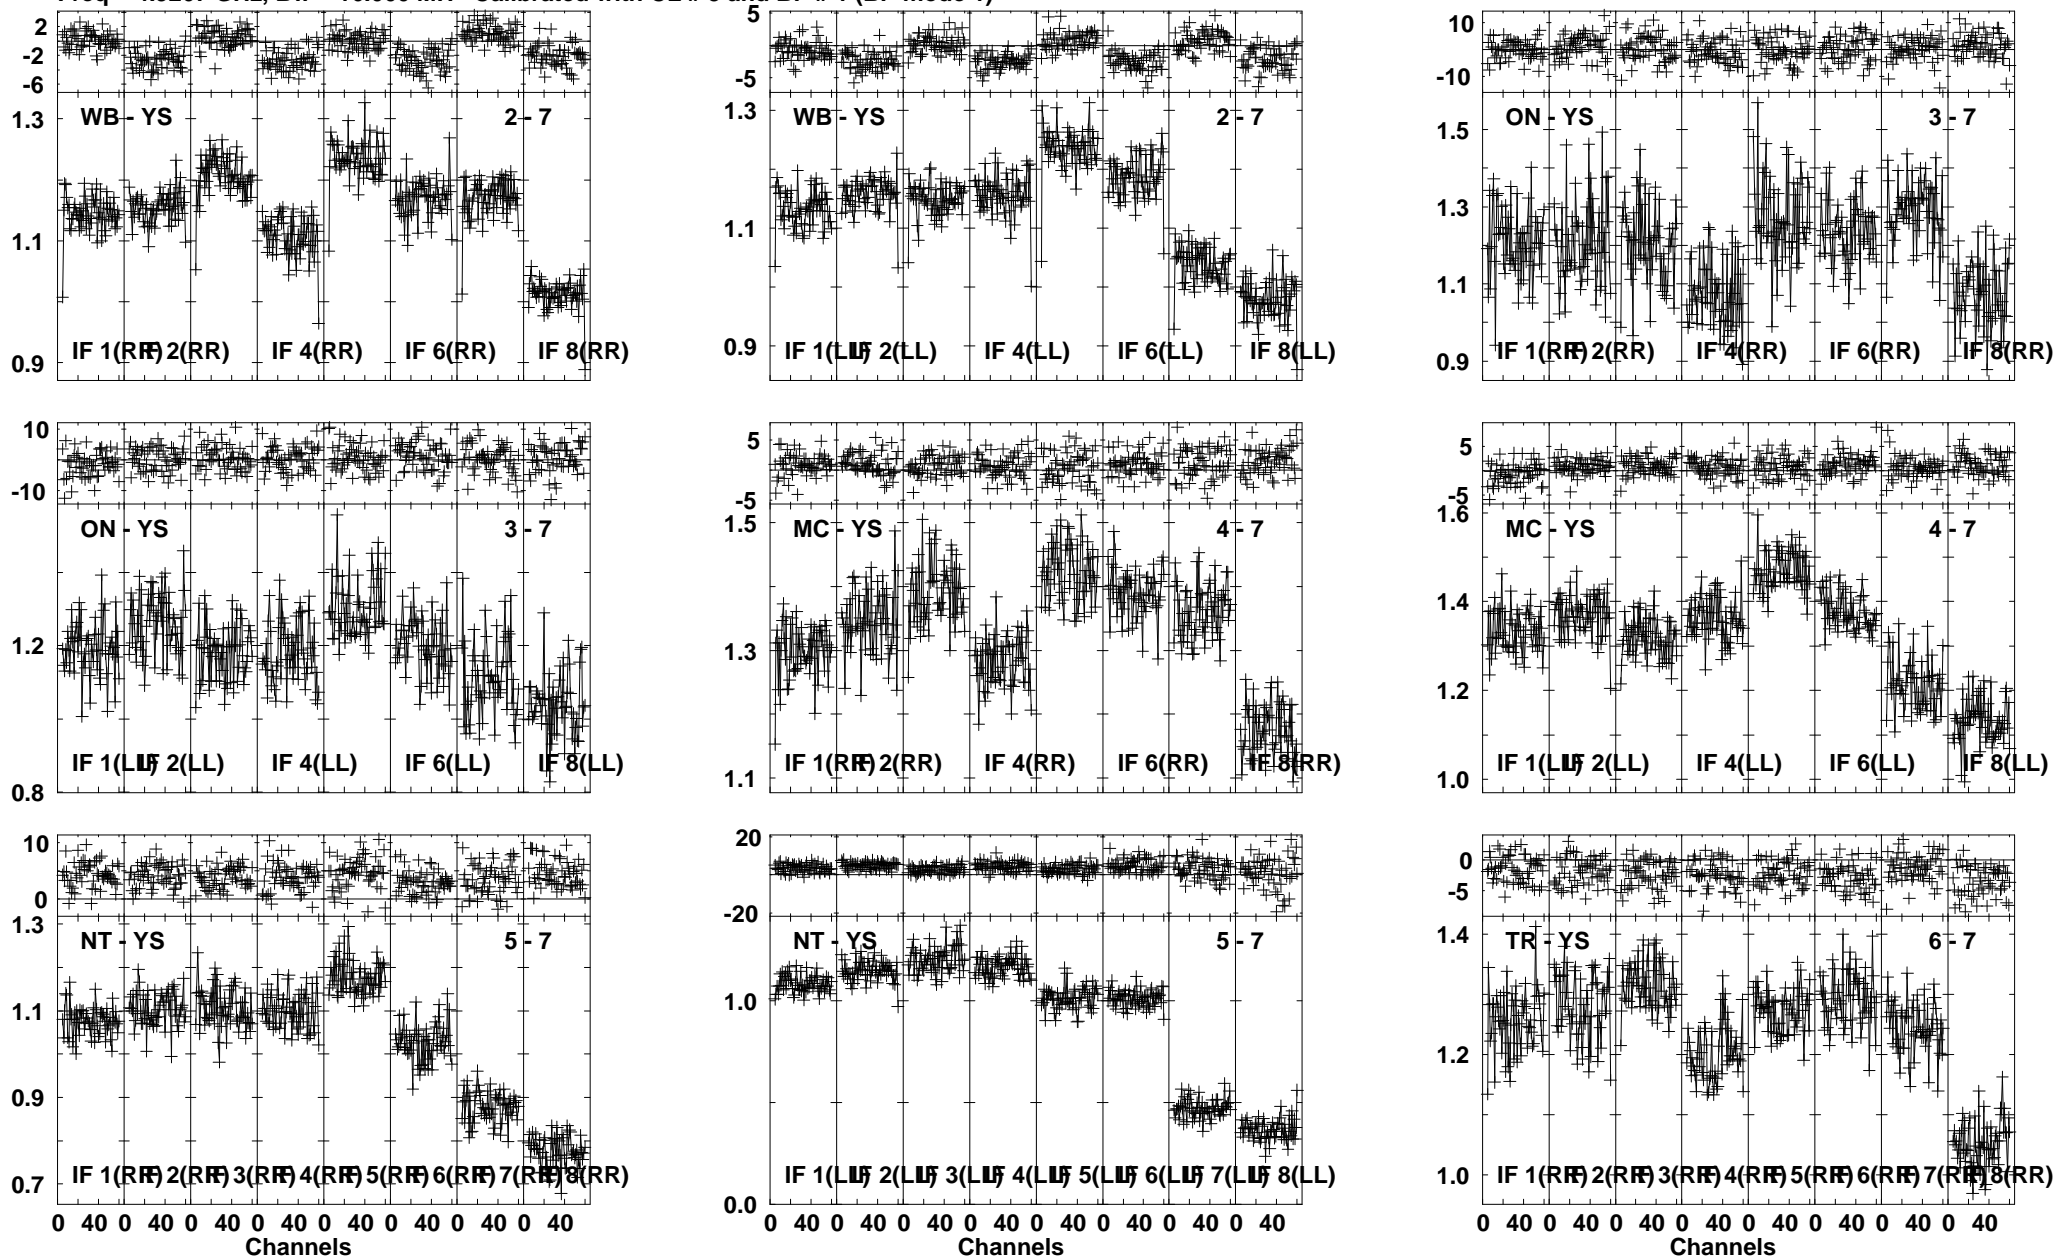 Freq GHz, Bw MH Calibrated with CL # and BP # (BP mode 1)
2
-2
-6
WB - YS 2 - 7
1.3
1.1
0.9
IF 1(RR) IF 2(RR) IF 4(RR) IF 6(RR) IF 8(RR)
5
-5
WB - YS 2 - 7
1.3
1.1
0.9
IF 1(LL) IF 2(LL) IF 4(LL) IF 6(LL) IF 8(LL)
10
-10
ON - YS 3 - 7
1.5
1.3
1.1
0.9
IF 1(RR) IF 2(RR) IF 4(RR) IF 6(RR) IF 8(RR)
10
-10
ON - YS 3 - 7
1.2
0.8
IF 1(LL) IF 2(LL) IF 4(LL) IF 6(LL) IF 8(LL)
5
-5
MC - YS 4 - 7
1.5
1.3
1.1
IF 1(RR) IF 2(RR) IF 4(RR) IF 6(RR) IF 8(RR)
5
-5
MC - YS 4 - 7
1.6
1.4
1.2
1.0
IF 1(LL) IF 2(LL) IF 4(LL) IF 6(LL) IF 8(LL)
10
0
NT - YS 5 - 7
1.3
1.1
0.9
0.7
IF 1(RR) IF 2(RR) IF 3(RR) IF 4(RR) IF 5(RR) IF 6(RR) IF 7(RR) IF 8(RR)
0 40 0 40 0 40 0 40 0 40 0 40 0 40 0 40
Channels
20
-20
NT - YS 5 - 7
1.0
0.0
IF 1(LL) IF 2(LL) IF 3(LL) IF 4(LL) IF 5(LL) IF 6(LL) IF 7(LL) IF 8(LL)
0 40 0 40 0 40 0 40 0 40 0 40 0 40 0 40
Channels
0
-5
TR - YS 6 - 7
1.4
1.2
1.0
IF 1(RR) IF 2(RR) IF 3(RR) IF 4(RR) IF 5(RR) IF 6(RR) IF 7(RR) IF 8(RR)
0 40 0 40 0 40 0 40 0 40 0 40 0 40 0 40
Channels